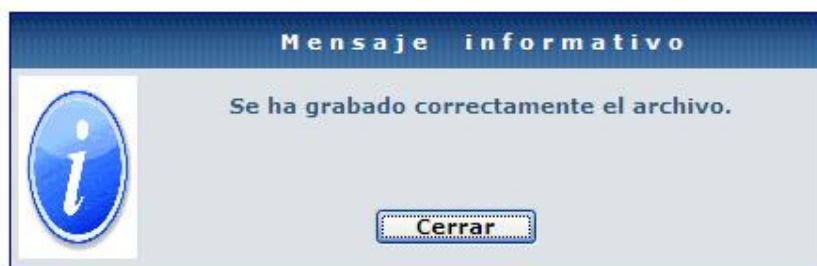 Mensaje informativo
Se ha grabado correctamente el archivo.
Cerrar